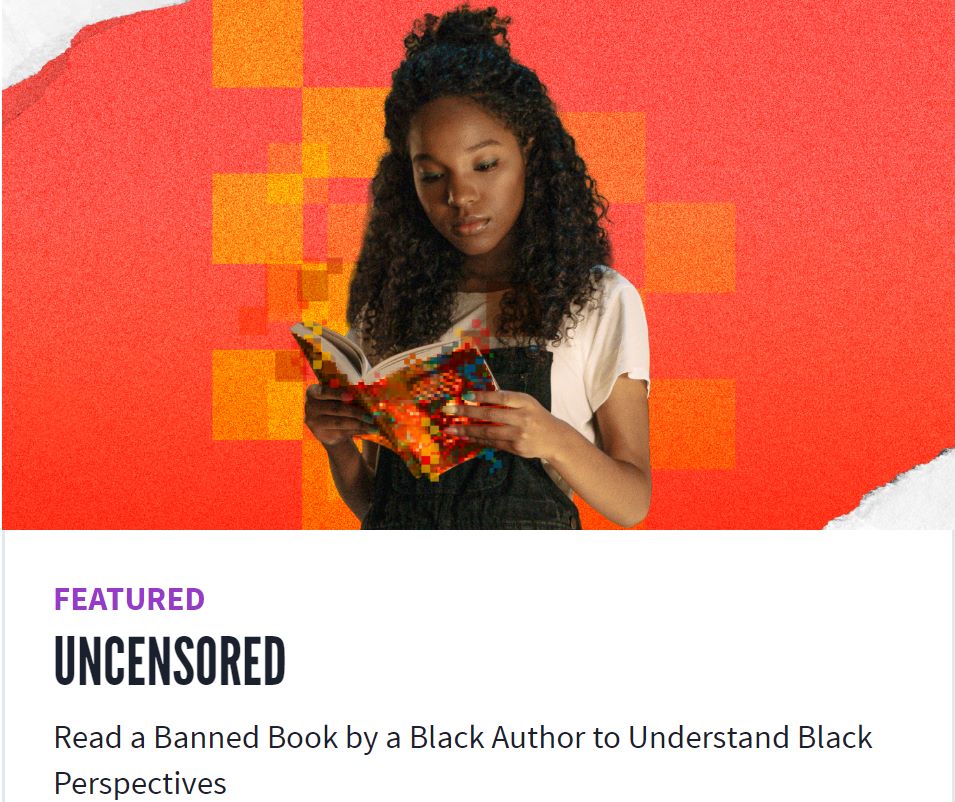 FEATURED
UNCENSORED
Read a Banned Book by a Black Author to Understand Black
Perspectives